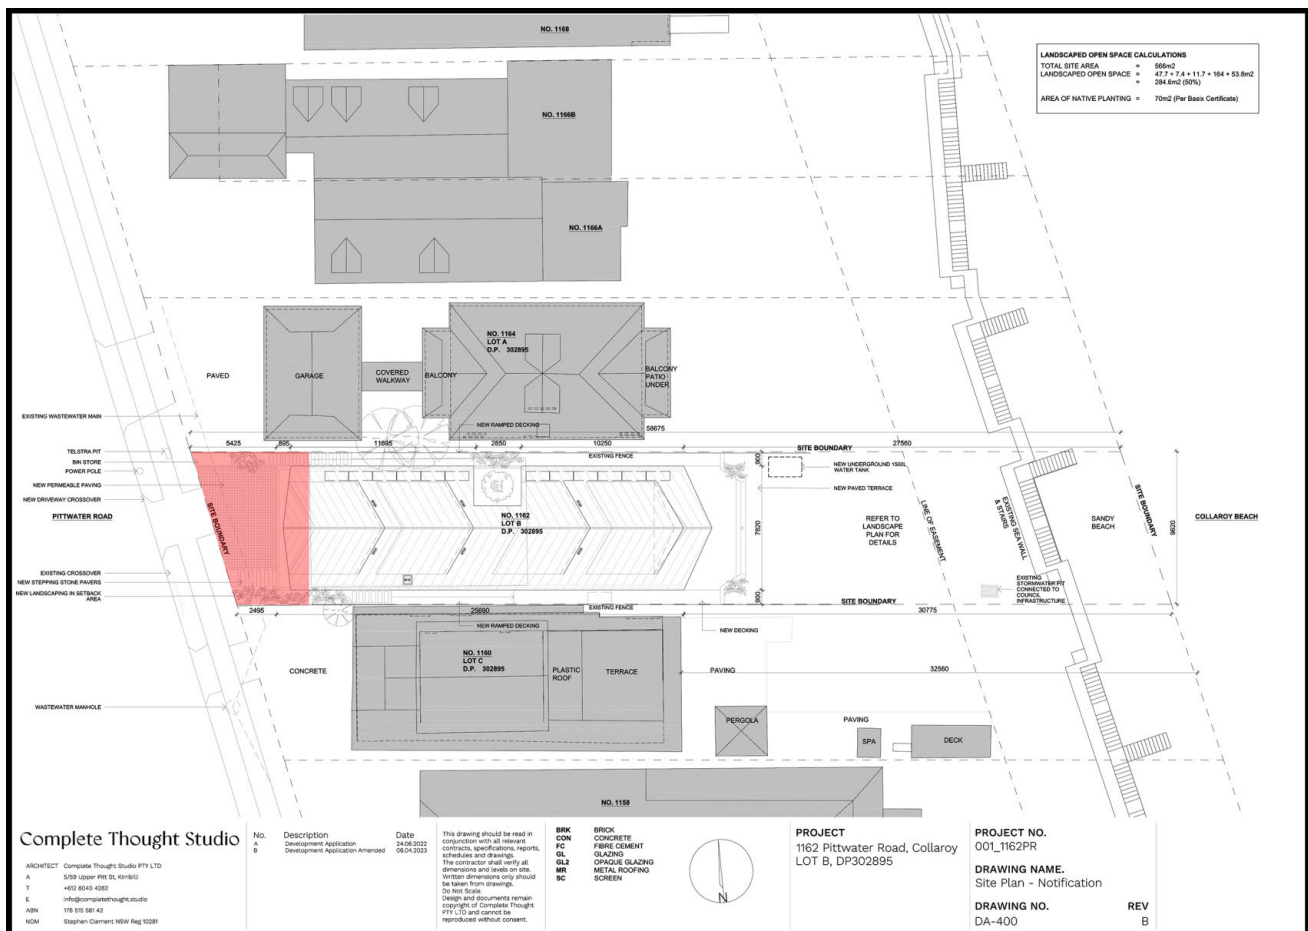 NO. 1168
LANDSCAPED OPEN SPACE CALCULATIONS
TOTAL SITE AREA = 566m2
LANDSCAPED OPEN SPACE = 47.7 + 7.4 + 11.7 + 164 + 53.8m2
= 284.6m2 (50%)
AREA OF NATIVE PLANTING = 70m2 (Per Basix Certificate)
NO. 1166B
NO. 1166A
NO. 1164
LOT A
D.P. 302895
PAVED
GARAGE
COVERED
WALKWAY
BALCONY
BALCONY
PATIO
UNDER
EXISTING WASTEWATER MAIN
NEW RAMPED DECKING
58675
5425
895
11695
2850
10250
27560
SITE BOUNDARY
TELSTRA PIT
BIN STORE
POWER POLE
NEW PERMEABLE PAVING
NEW DRIVEWAY CROSSOVER
PITTWATER ROAD
EXISTING CROSSOVER
NEW STEPPING STONE PAVERS
NEW LANDSCAPING IN SETBACK
AREA
SITE BOUNDARY
EXISTING FENCE
900
NEW UNDERGROUND 1500L
WATER TANK
NEW PAVED TERRACE
NO. 1162
LOT B
D.P. 302895
7820
REFER TO
LANDSCAPE
PLAN FOR
DETAILS
LINE OF EASEMENT
EXISTING SEA WALL
& STAIRS
SANDY
BEACH
SITE BOUNDARY
9620
COLLAROY BEACH
EXISTING
STORMWATER PIT
CONNECTED TO
COUNCIL
INFRASTRUCTURE
900
SITE BOUNDARY
2495
25690
EXISTING FENCE
30775
NEW RAMPED DECKING
NEW DECKING
NO. 1160
LOT C
D.P. 302895
CONCRETE
PLASTIC
ROOF
TERRACE
PAVING
32560
WASTEWATER MANHOLE
PERGOLA
PAVING
SPA
DECK
NO. 1158
Complete Thought Studio
ARCHITECT Complete Thought Studio PTY LTD
A 5/59 Upper Pitt St, Kirribilli
T +612 8040 4282
E info@completethought.studio
ABN 176 515 561 42
NOM Stephen Clement NSW Reg 10281
No. Description Date
A Development Application 24.06.2022
B Development Application Amended 06.04.2023
This drawing should be read in
conjunction with all relevant
contracts, specifications, reports,
schedules and drawings.
The contractor shall verify all
dimensions and levels on site.
Written dimensions only should
be taken from drawings.
Do Not Scale.
Design and documents remain
copyright of Complete Thought
PTY LTD and cannot be
reproduced without consent.
BRK BRICK
CON CONCRETE
FC FIBRE CEMENT
GL GLAZING
GL2 OPAQUE GLAZING
MR METAL ROOFING
SC SCREEN
N
PROJECT
1162 Pittwater Road, Collaroy
LOT B, DP302895
PROJECT NO.
001_1162PR
DRAWING NAME.
Site Plan - Notification
DRAWING NO. REV
DA-400 B